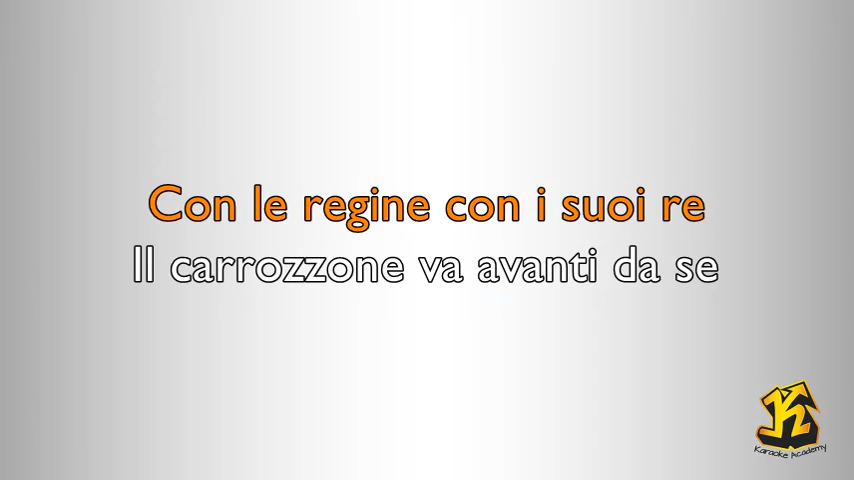 Con le regine con i suoi re
Il carrozzone va avanti da se
Karaoke Academy